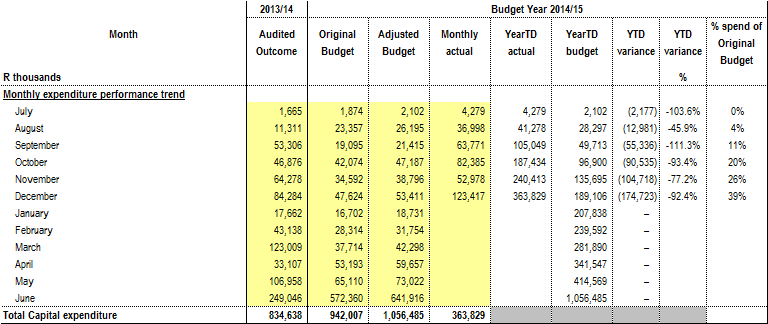 2013/14 Budget Year 2014/15
Month Audited Outcome Original Budget Adjusted Budget Monthly actual YearTD actual YearTD budget YTD variance YTD variance % % spend of Original Budget
R thousands
Monthly expenditure performance trend
July 1,665 1,874 2,102 4,279 4,279 2,102 (2,177) -103.6% 0%
August 11,311 23,357 26,195 36,998 41,278 28,297 (12,981) -45.9% 4%
September 53,306 19,095 21,415 63,771 105,049 49,713 (55,336) -111.3% 11%
October 46,876 42,074 47,187 82,385 187,434 96,900 (90,535) -93.4% 20%
November 64,278 34,592 38,796 52,978 240,413 135,695 (104,718) -77.2% 26%
December 84,284 47,624 53,411 123,417 363,829 189,106 (174,723) -92.4% 39%
January 17,662 16,702 18,731 207,838 –
February 43,138 28,314 31,754 239,592 –
March 123,009 37,714 42,298 281,890 –
April 33,107 53,193 59,657 341,547 –
May 106,958 65,110 73,022 414,569 –
June 249,046 572,360 641,916 1,056,485 –
Total Capital expenditure 834,638 942,007 1,056,485 363,829